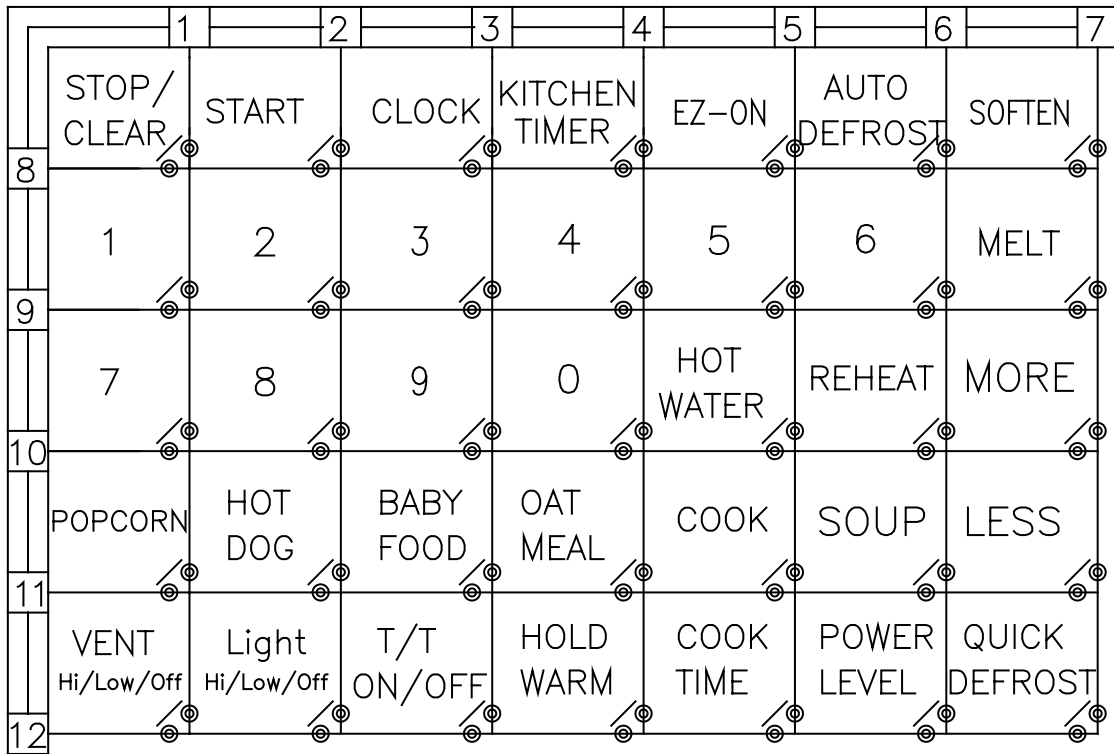 1 2 3 4 5 6 7
STOP/ CLEAR START CLOCK KITCHEN TIMER EZ-ON AUTO DEFROST SOFTEN
8
1 2 3 4 5 6 MELT
9
7 8 9 0 HOT WATER REHEAT MORE
10
POPCORN HOT DOG BABY FOOD OAT MEAL COOK SOUP LESS
11
VENT Hi/Low/Off Light Hi/Low/Off T/T ON/OFF HOLD WARM COOK TIME POWER LEVEL QUICK DEFROST
12